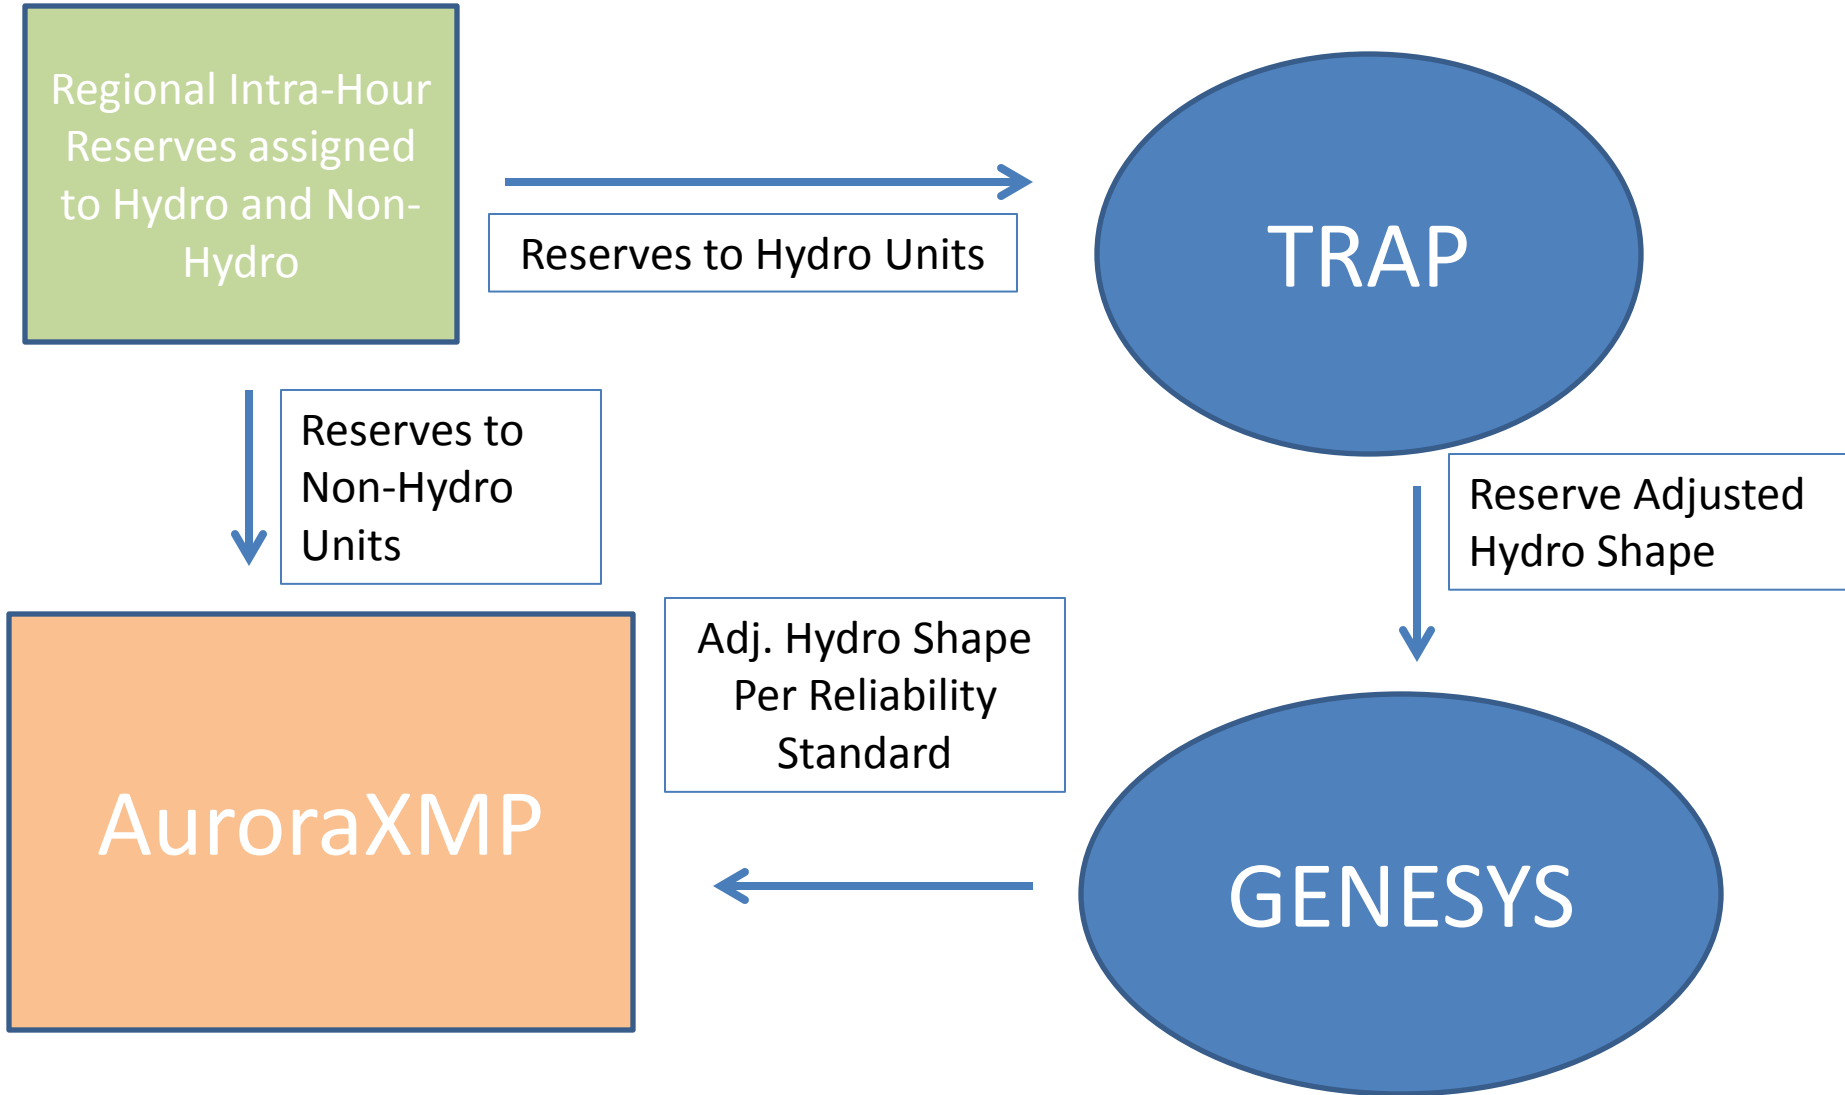 Regional Intra-Hour
Reserves assigned
to Hydro and Non-
Hydro
Reserves to Hydro Units
TRAP
Reserves to
Non-Hydro
Units
Reserve Adjusted
Hydro Shape
Adj. Hydro Shape
Per Reliability
Standard
AuroraXMP
GENESYS